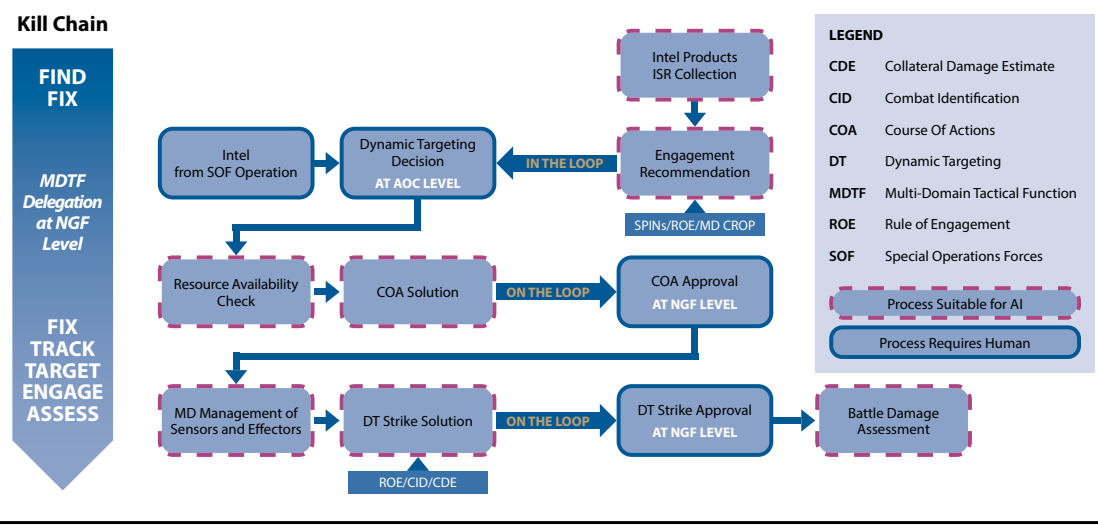 Kill Chain
FIND
FIX
MDTF
Delegation
at NGF
Level
FIX
TRACK
TARGET
ENGAGE
ASSESS
Intel Products
ISR Collection
Intel
from SOF Operation
Dynamic Targeting
Decision
AT AOC LEVEL
IN THE LOOP
Engagement
Recommendation
SPINs/ROE/MD CROP
Resource Availability
Check
COA Solution
ON THE LOOP
COA Approval
AT NGF LEVEL
MD Management of
Sensors and Effectors
DT Strike Solution
ON THE LOOP
DT Strike Approval
AT NGF LEVEL
Battle Damage
Assessment
ROE/CID/CDE
LEGEND
CDE Collateral Damage Estimate
CID Combat Identification
COA Course Of Actions
DT Dynamic Targeting
MDTF Multi-Domain Tactical Function
ROE Rule of Engagement
SOF Special Operations Forces
Process Suitable for AI
Process Requires Human